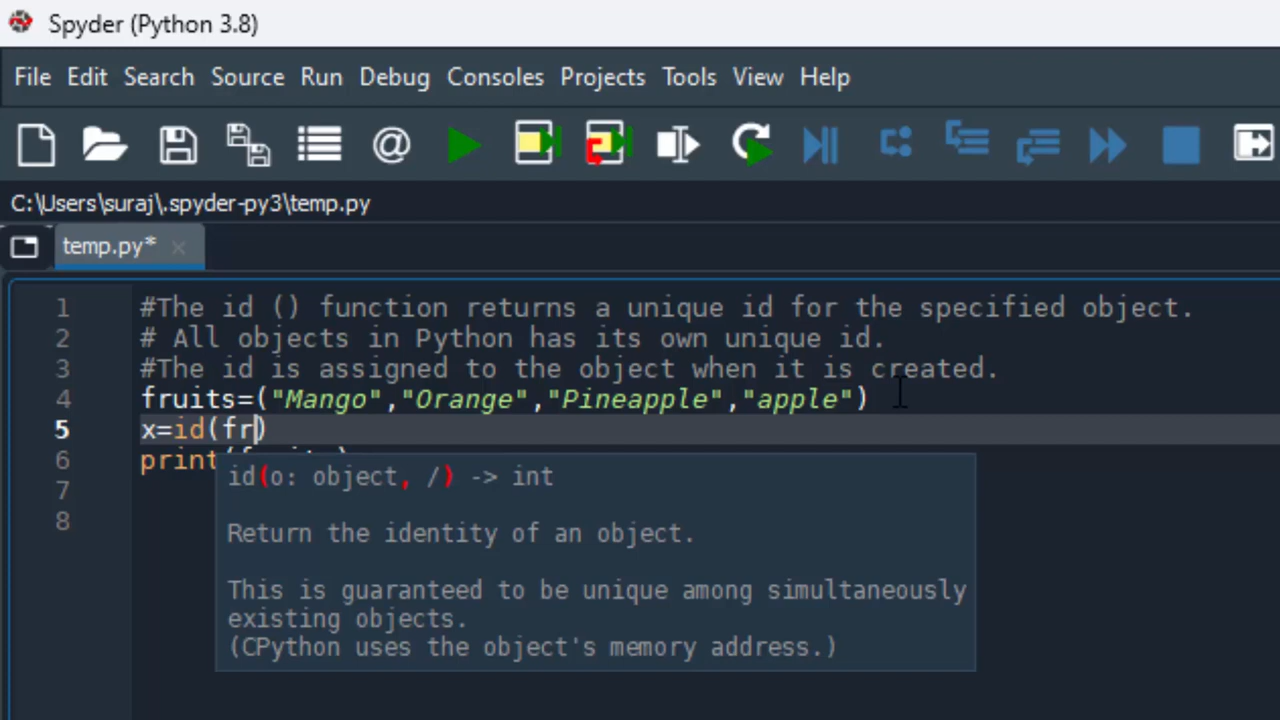 Spyder (Python 3.8)
File Edit Search Source Run Debug Consoles Projects Tools View Help
C:\Users\suraj\.spyder-py3\temp.py
temp.py*
1 #The id () function returns a unique id for the specified object.
2 # All objects in Python has its own unique id.
3 #The id is assigned to the object when it is created.
4 fruits=("Mango","Orange","Pineapple","apple")
5 x=id(fr)
6 print
id(o: object, /) -> int
7
Return the identity of an object.
8
This is guaranteed to be unique among simultaneously
existing objects.
(CPython uses the object's memory address.)